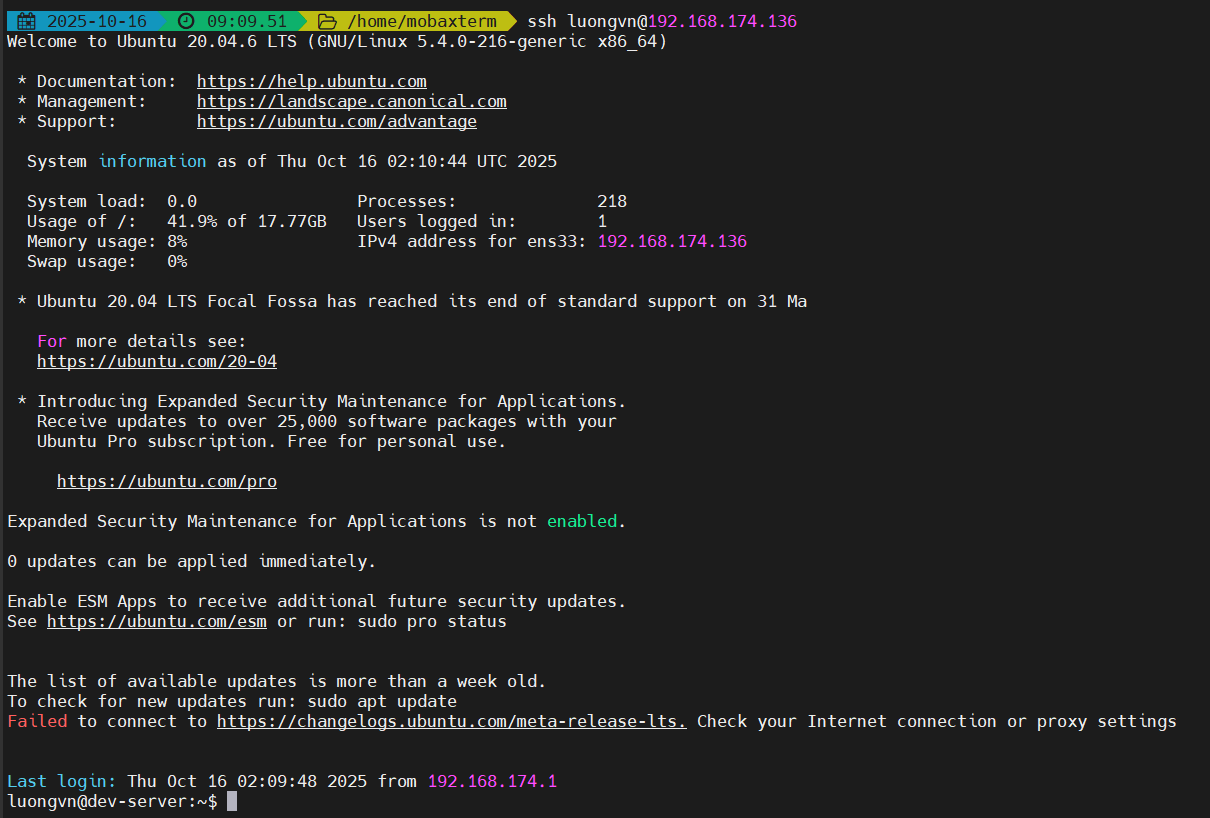 2025-10-16 09:09.51 /home/mobaxterm ssh luongvn@192.168.174.136
Welcome to Ubuntu 20.04.6 LTS (GNU/Linux 5.4.0-216-generic x86_64)
* Documentation: https://help.ubuntu.com
* Management: https://landscape.canonical.com
* Support: https://ubuntu.com/advantage
System information as of Thu Oct 16 02:10:44 UTC 2025
System load: 0.0 Processes: 218
Usage of /: 41.9% of 17.77GB Users logged in: 1
Memory usage: 8% IPv4 address for ens33: 192.168.174.136
Swap usage: 0%
* Ubuntu 20.04 LTS Focal Fossa has reached its end of standard support on 31 Ma
For more details see:
https://ubuntu.com/20-04
* Introducing Expanded Security Maintenance for Applications.
Receive updates to over 25,000 software packages with your
Ubuntu Pro subscription. Free for personal use.
https://ubuntu.com/pro
Expanded Security Maintenance for Applications is not enabled.
0 updates can be applied immediately.
Enable ESM Apps to receive additional future security updates.
See https://ubuntu.com/esm or run: sudo pro status
The list of available updates is more than a week old.
To check for new updates run: sudo apt update
Failed to connect to https://changelogs.ubuntu.com/meta-release-lts. Check your Internet connection or proxy settings
Last login: Thu Oct 16 02:09:48 2025 from 192.168.174.1
luongvn@dev-server:~$